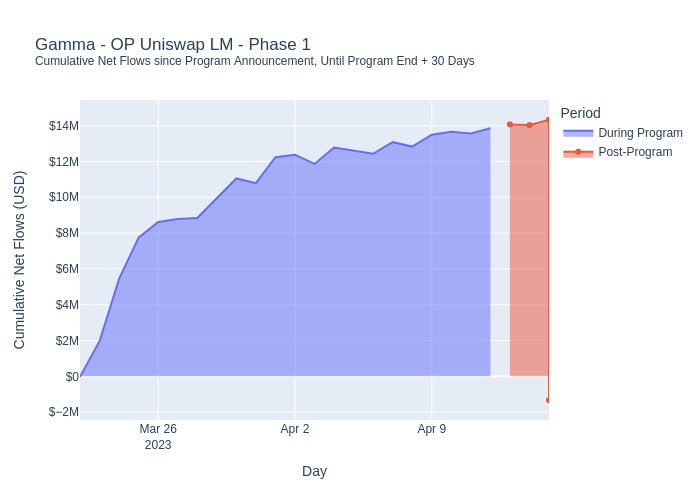 Gamma - OP Uniswap LM - Phase 1
Cumulative Net Flows since Program Announcement, Until Program End + 30 Days
Period
During Program
Post-Program
Cumulative Net Flows (USD)
$14M
$12M
$10M
$8M
$6M
$4M
$2M
$0
$−2M
Mar 26
2023
Apr 2
Apr 9
Day